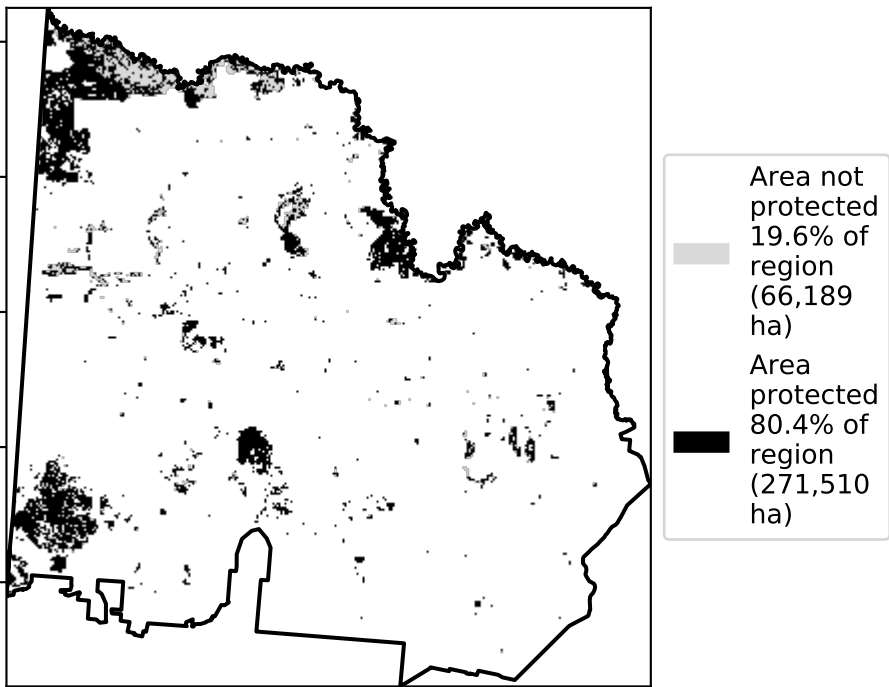 Area not
protected
19.6% of
region
(66,189
ha)
Area
protected
80.4% of
region
(271,510
ha)